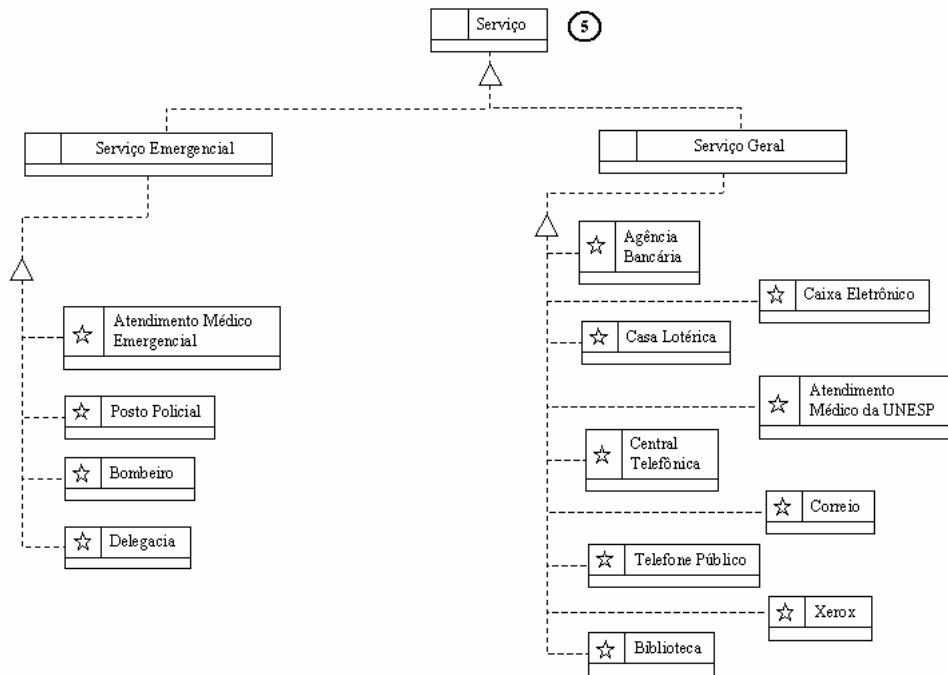 Serviço
5
Serviço Emergencial
Serviço Geral
Atendimento Médico
Emergencial
Posto Policial
Bombeiro
Delegacia
Agência
Bancária
Caixa Eletrônico
Casa Lotérica
Atendimento
Médico da UNESP
Central
Telefônica
Correio
Telefone Público
Xerox
Biblioteca